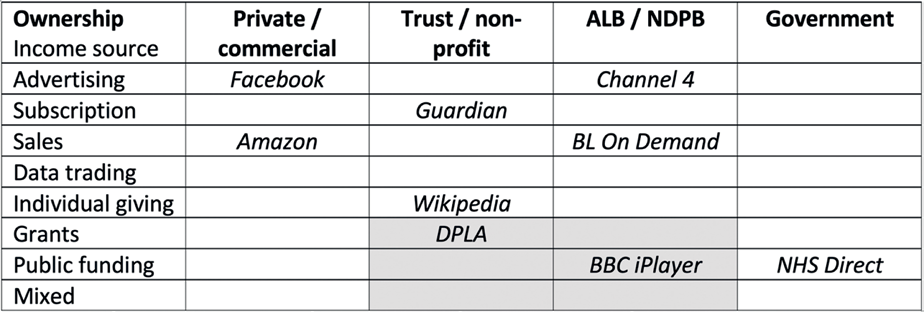 Ownership Private / Trust / non- ALB / NDPB Government
Income source commercial profit
Advertising Facebook Channel 4
Subscription Guardian
Sales Amazon BL On Demand
Data trading
Individual giving Wikipedia
Grants DPLA
Public funding BBC iPlayer NHS Direct
Mixed